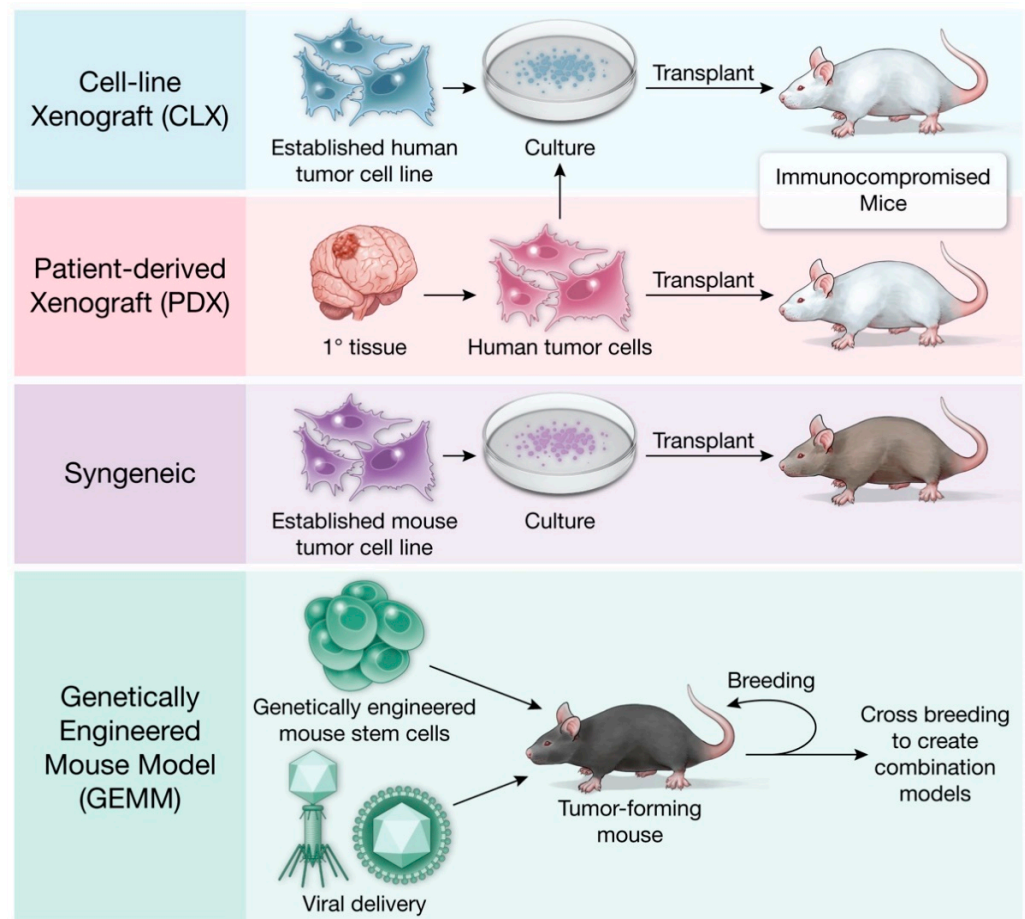 Cell-line
Xenograft (CLX)
Established human
tumor cell line
Culture
Transplant
Immunocompromised
Mice
Patient-derived
Xenograft (PDX)
1° tissue
Human tumor cells
Transplant
Syngeneic
Established mouse
tumor cell line
Culture
Transplant
Genetically
Engineered
Mouse Model
(GEMM)
Genetically engineered
mouse stem cells
Viral delivery
Tumor-forming
mouse
Breeding
Cross breeding
to create
combination
models